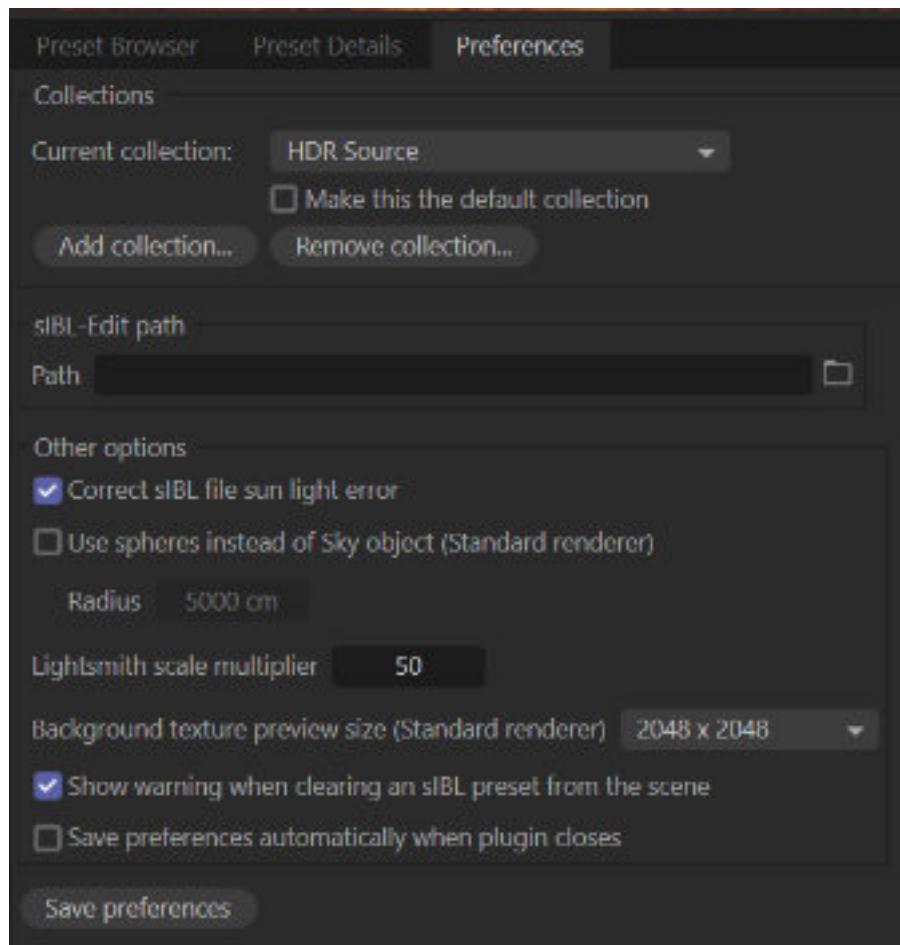 Preset Browser Preset Details Preferences
Collections
Current collection: HDR Source
Make this the default collection
Add collection... Remove collection...
sIBL-Edit path
Path
Other options
Correct sIBL file sun light error
Use spheres instead of Sky object (Standard renderer)
Radius 5000 cm
Lightsmith scale multiplier 50
Background texture preview size (Standard renderer) 2048 x 2048
Show warning when clearing an sIBL preset from the scene
Save preferences automatically when plugin closes
Save preferences